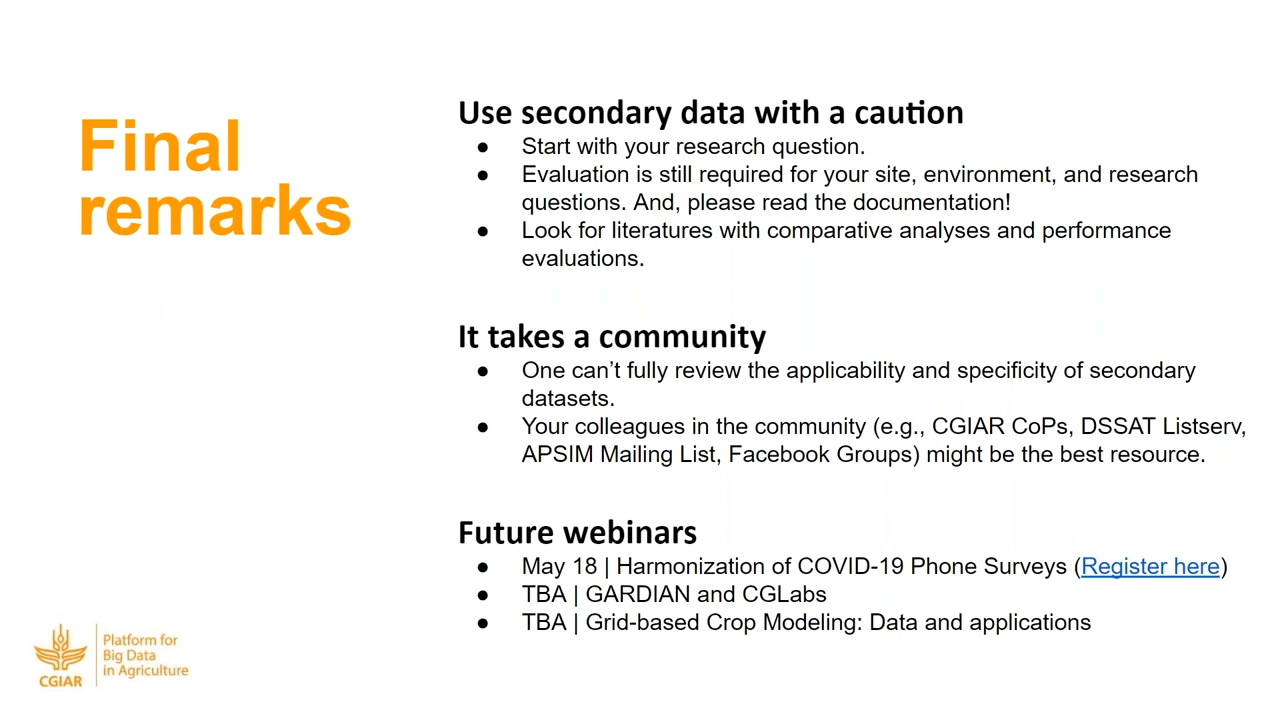 Final
remarks
Use secondary data with a caution
● Start with your research question.
● Evaluation is still required for your site, environment, and research
questions. And, please read the documentation!
● Look for literatures with comparative analyses and performance
evaluations.
It takes a community
● One can’t fully review the applicability and specificity of secondary
datasets.
● Your colleagues in the community (e.g., CGIAR CoPs, DSSAT Listserv,
APSIM Mailing List, Facebook Groups) might be the best resource.
Future webinars
● May 18 | Harmonization of COVID-19 Phone Surveys (Register here)
● TBA | GARDIAN and CGLabs
● TBA | Grid-based Crop Modeling: Data and applications
CGIAR
Platform for
Big Data
in Agriculture